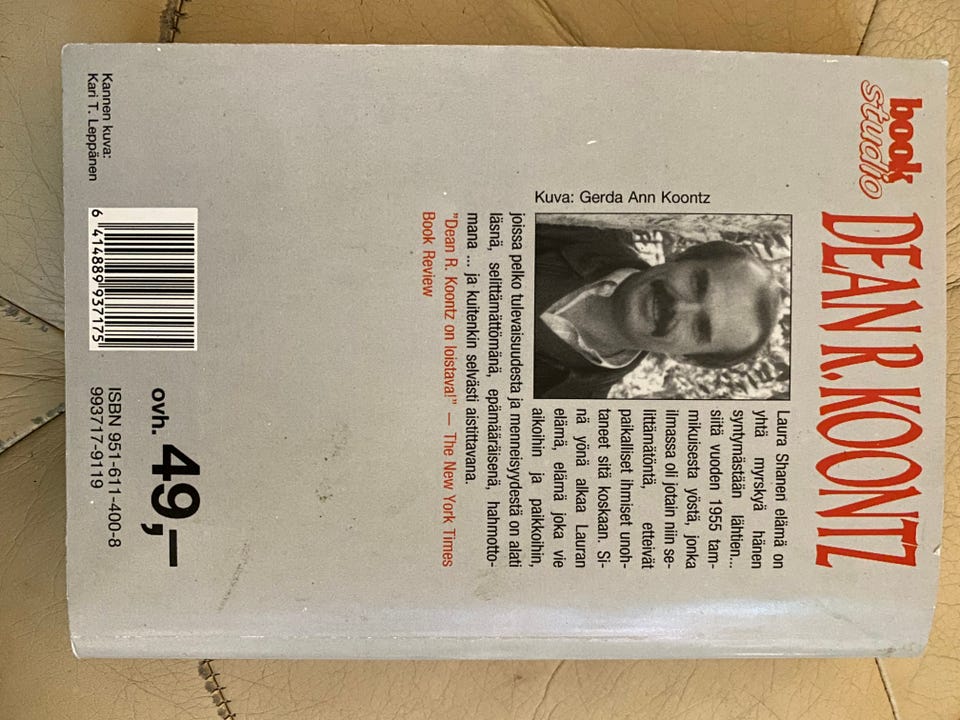 book
studio
DEAN R. KOONTZ
Kuva: Gerda Ann Koontz
Laura Shanen elämä on
yhtä myrskyä hänen
syntymästään lähtien...
siitä vuoden 1955 tam-
mikuisesta yöstä, jonka
ilmassa oli jotain niin se-
littämätöntä, etteivät
paikalliset ihmiset unoh-
taneet sitä koskaan. Si-
nä yönä alkaa Lauran
elämä, elämä joka vie
aikoihin ja paikkoihin,
joissa pelko tulevaisuudesta ja menneisyydestä on alati
läsnä, selittämättömänä, epämääräisenä, hahmotto-
mana ... ja kuitenkin selvästi aistittavana.
"Dean R. Koontz on loistava!" — The New York Times
Book Review
ovh. 49,—
ISBN 951-611-400-8
993717-9119
6 414889 937175
Kannen kuva:
Kari T. Leppänen